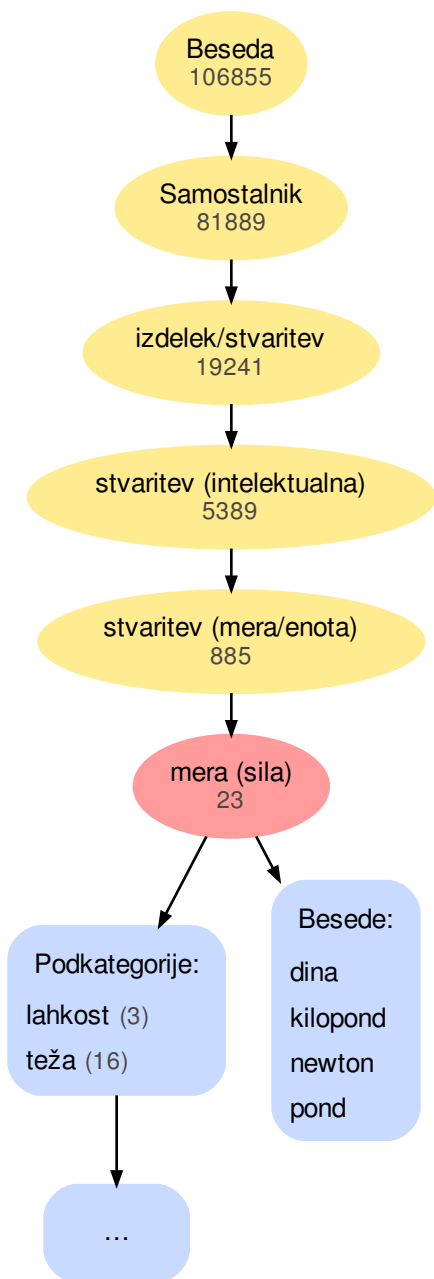 Beseda
106855
Samostalnik
81889
izdelek/stvaritev
19241
stvaritev (intelektualna)
5389
stvaritev (mera/enota)
885
mera (sila)
23
Podkategorije:
lahkost (3)
teža (16)
...
Besede:
dina
kilopond
newton
pond